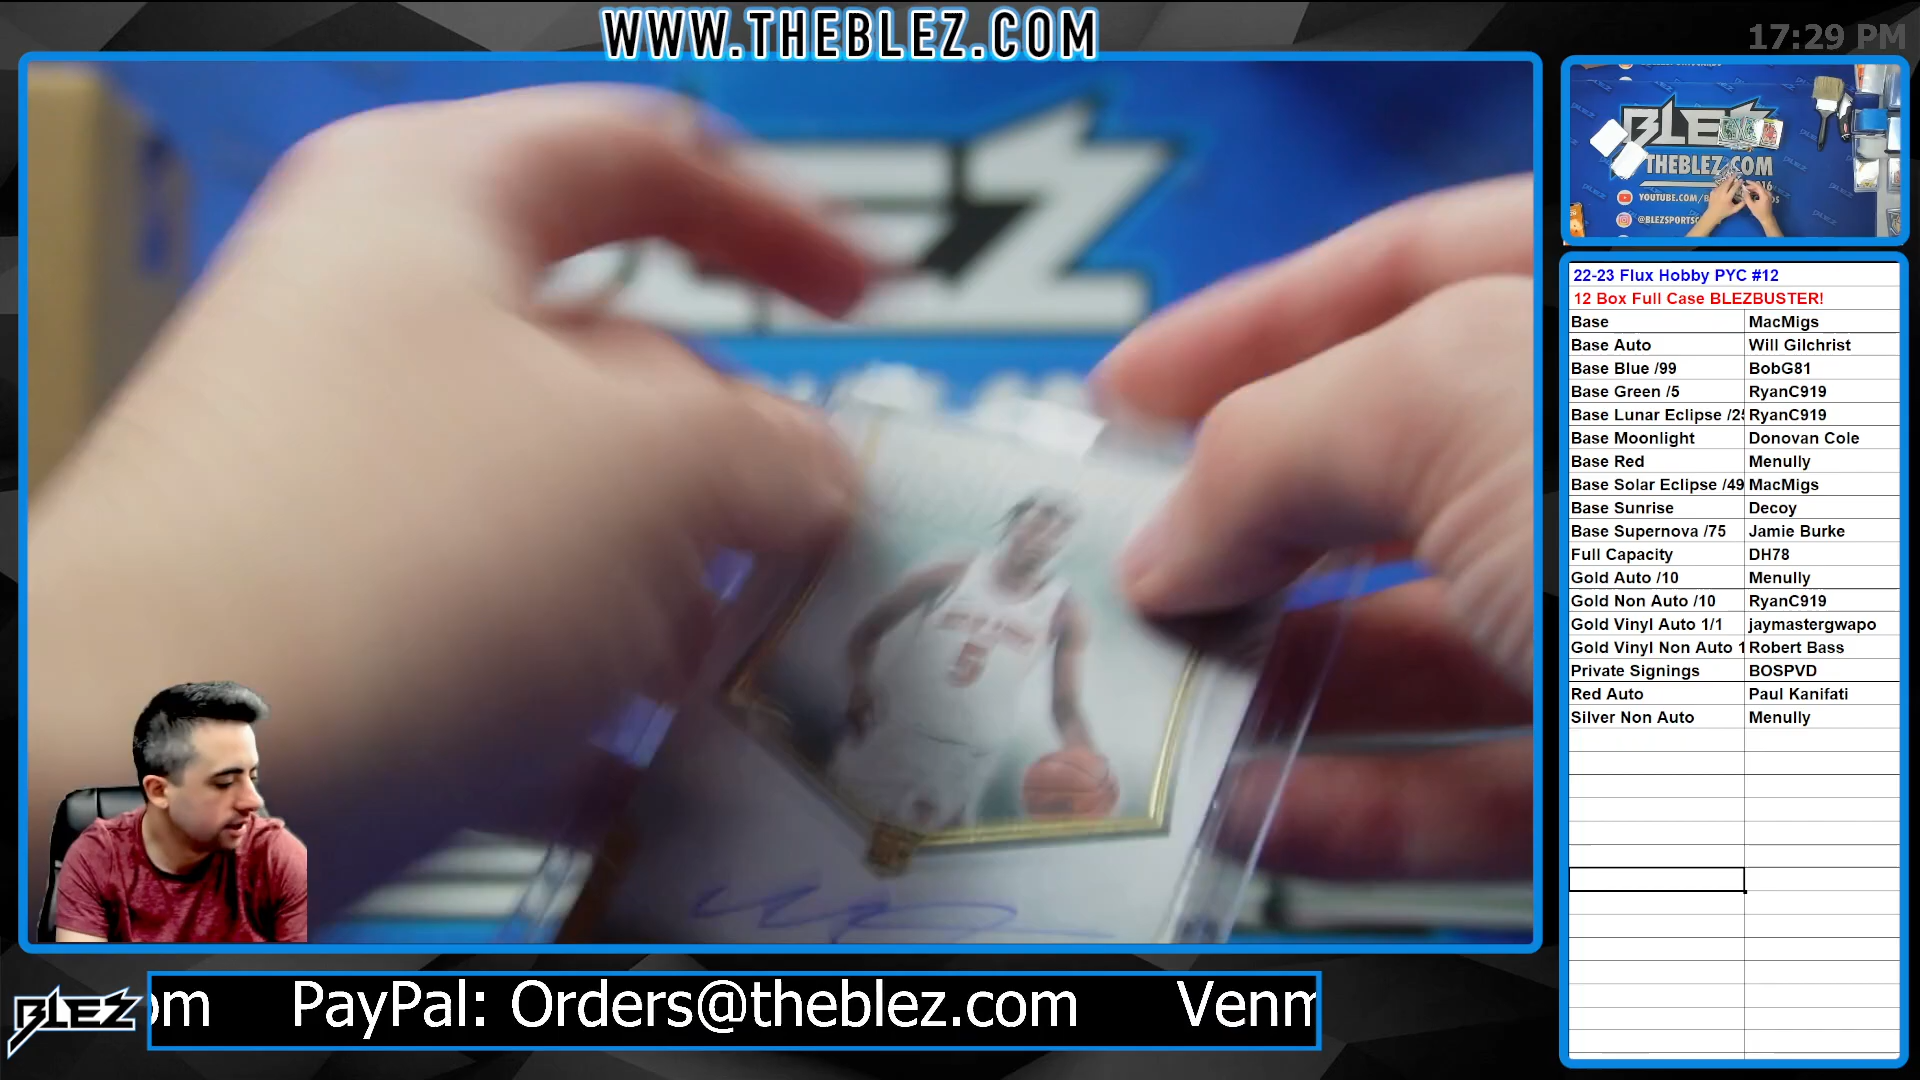 WWW.THEBLEZ.COM
17:29 PM
BLEZ
THEBLEZ.COM
22-23 Flux Hobby PYC #12
12 Box Full Case BLEZBUSTER!
Base MacMigs
Base Auto Will Gilchrist
Base Blue /99 BobG81
Base Green /5 RyanC919
Base Lunar Eclipse /25 RyanC919
Base Moonlight Donovan Cole
Base Red Menully
Base Solar Eclipse /49 MacMigs
Base Sunrise Decoy
Base Supernova /75 Jamie Burke
Full Capacity DH78
Gold Auto /10 Menully
Gold Non Auto /10 RyanC919
Gold Vinyl Auto 1/1 jaymastergwapo
Gold Vinyl Non Auto 1 Robert Bass
Private Signings BOSPVD
Red Auto Paul Kanifati
Silver Non Auto Menully
5
BLEZ
om PayPal: Orders@theblez.com Venm